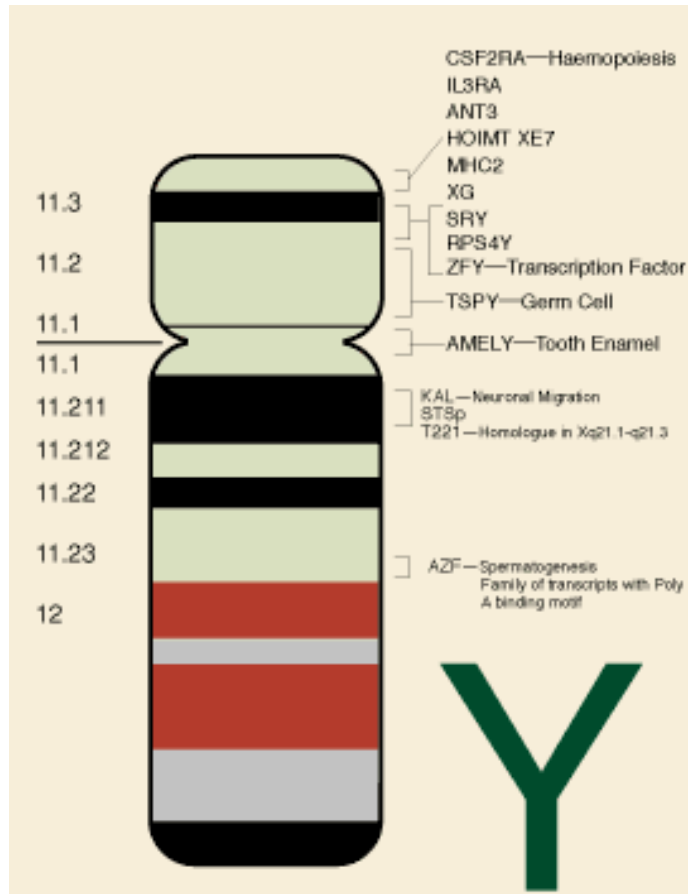 CSF2RA—Haemopoiesis
IL3RA
ANT3
HOIMT XE7
MHC2
XG
SRY
RPS4Y
ZFY—Transcription Factor
TSPY—Germ Cell
AMELY—Tooth Enamel
KAL—Neuronal Migration
STSp
T221—Homologue in Xq21.1-q21.3
AZF—Spermatogenesis
Family of transcripts with Poly
A binding motif
11.3
11.2
11.1
11.1
11.211
11.212
11.22
11.23
12
Y